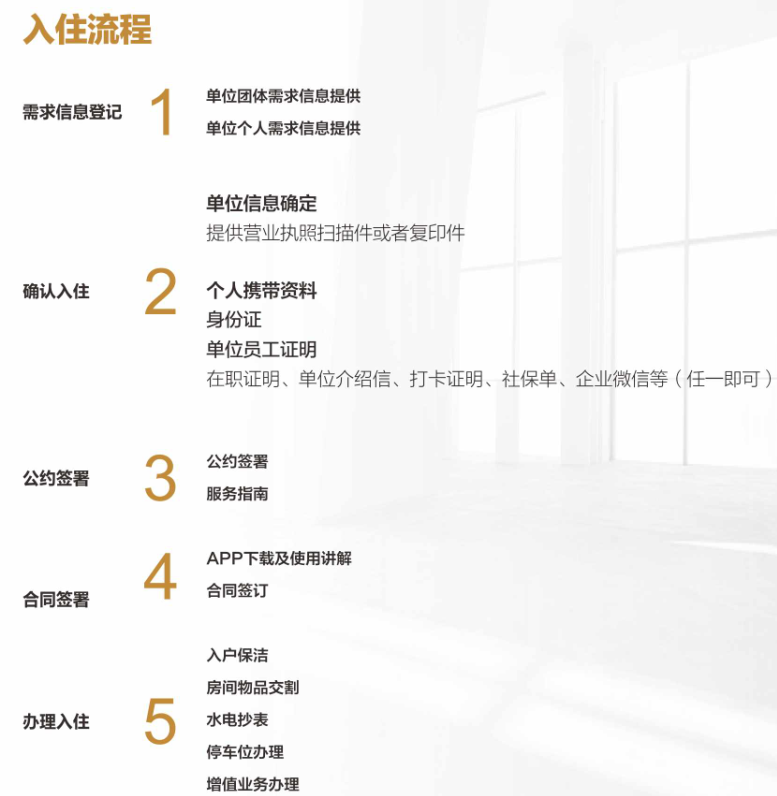 入住流程
需求信息登记
1
单位团体需求信息提供
单位个人需求信息提供
确认入住
2
单位信息确定
提供营业执照扫描件或者复印件
个人携带资料
身份证
单位员工证明
在职证明、单位介绍信、打卡证明、社保单、企业微信等（任一即可）
公约签署
3
公约签署
服务指南
合同签署
4
APP下载及使用讲解
合同签订
办理入住
5
入户保洁
房间物品交割
水电抄表
停车位办理
增值业务办理